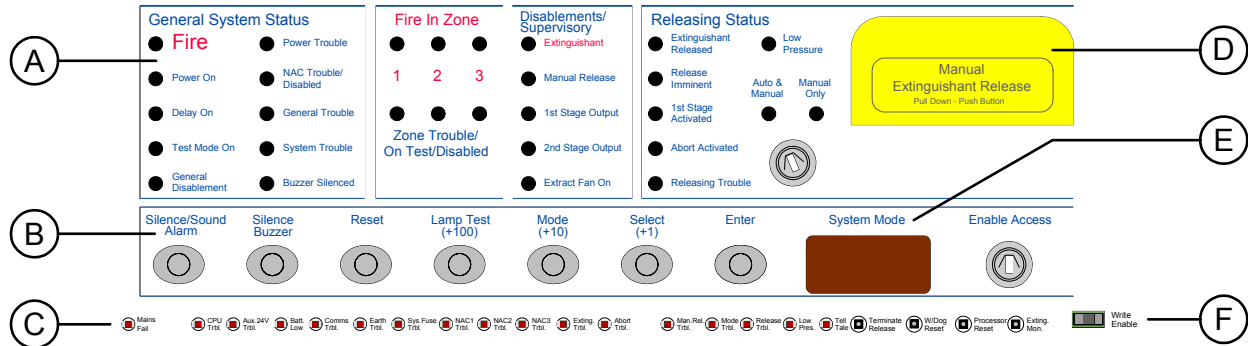 General System Status
Fire
Power Trouble
Power On
NAC Trouble/
Disabled
Delay On
General Trouble
Test Mode On
System Trouble
General
Disablement
Buzzer Silenced
Fire In Zone
1 2 3
Zone Trouble/
On Test/Disabled
Disablements/
Supervisory
Extinguishant
Manual Release
1st Stage Output
2nd Stage Output
Extract Fan On
Releasing Status
Extinguishant
Released
Low
Pressure
Release
Imminent
Auto &
Manual
Manual
Only
1st Stage
Activated
Abort Activated
Releasing Trouble
Manual
Extinguishant Release
Pull Down - Push Button
A
D
E
B
Silence/Sound
Alarm
Silence
Buzzer
Reset
Lamp Test
(+100)
Mode
(+10)
Select
(+1)
Enter
System Mode
Enable Access
C
Mains
Fail
CPU
Trbl.
Aux.24V
Trbl.
Batt.
Low
Comms
Trbl.
Earth
Trbl.
Sys.Fuse
Trbl.
NAC1
Trbl.
NAC2
Trbl.
NAC3
Trbl.
Exting.
Trbl.
Abort
Trbl.
Man.Rel.
Trbl.
Mode
Trbl.
Release
Trbl.
Low
Pres.
Tell
Tale
Terminate
Release
W/Dog
Reset
Processor
Reset
Exting.
Mon.
Write
Enable
F